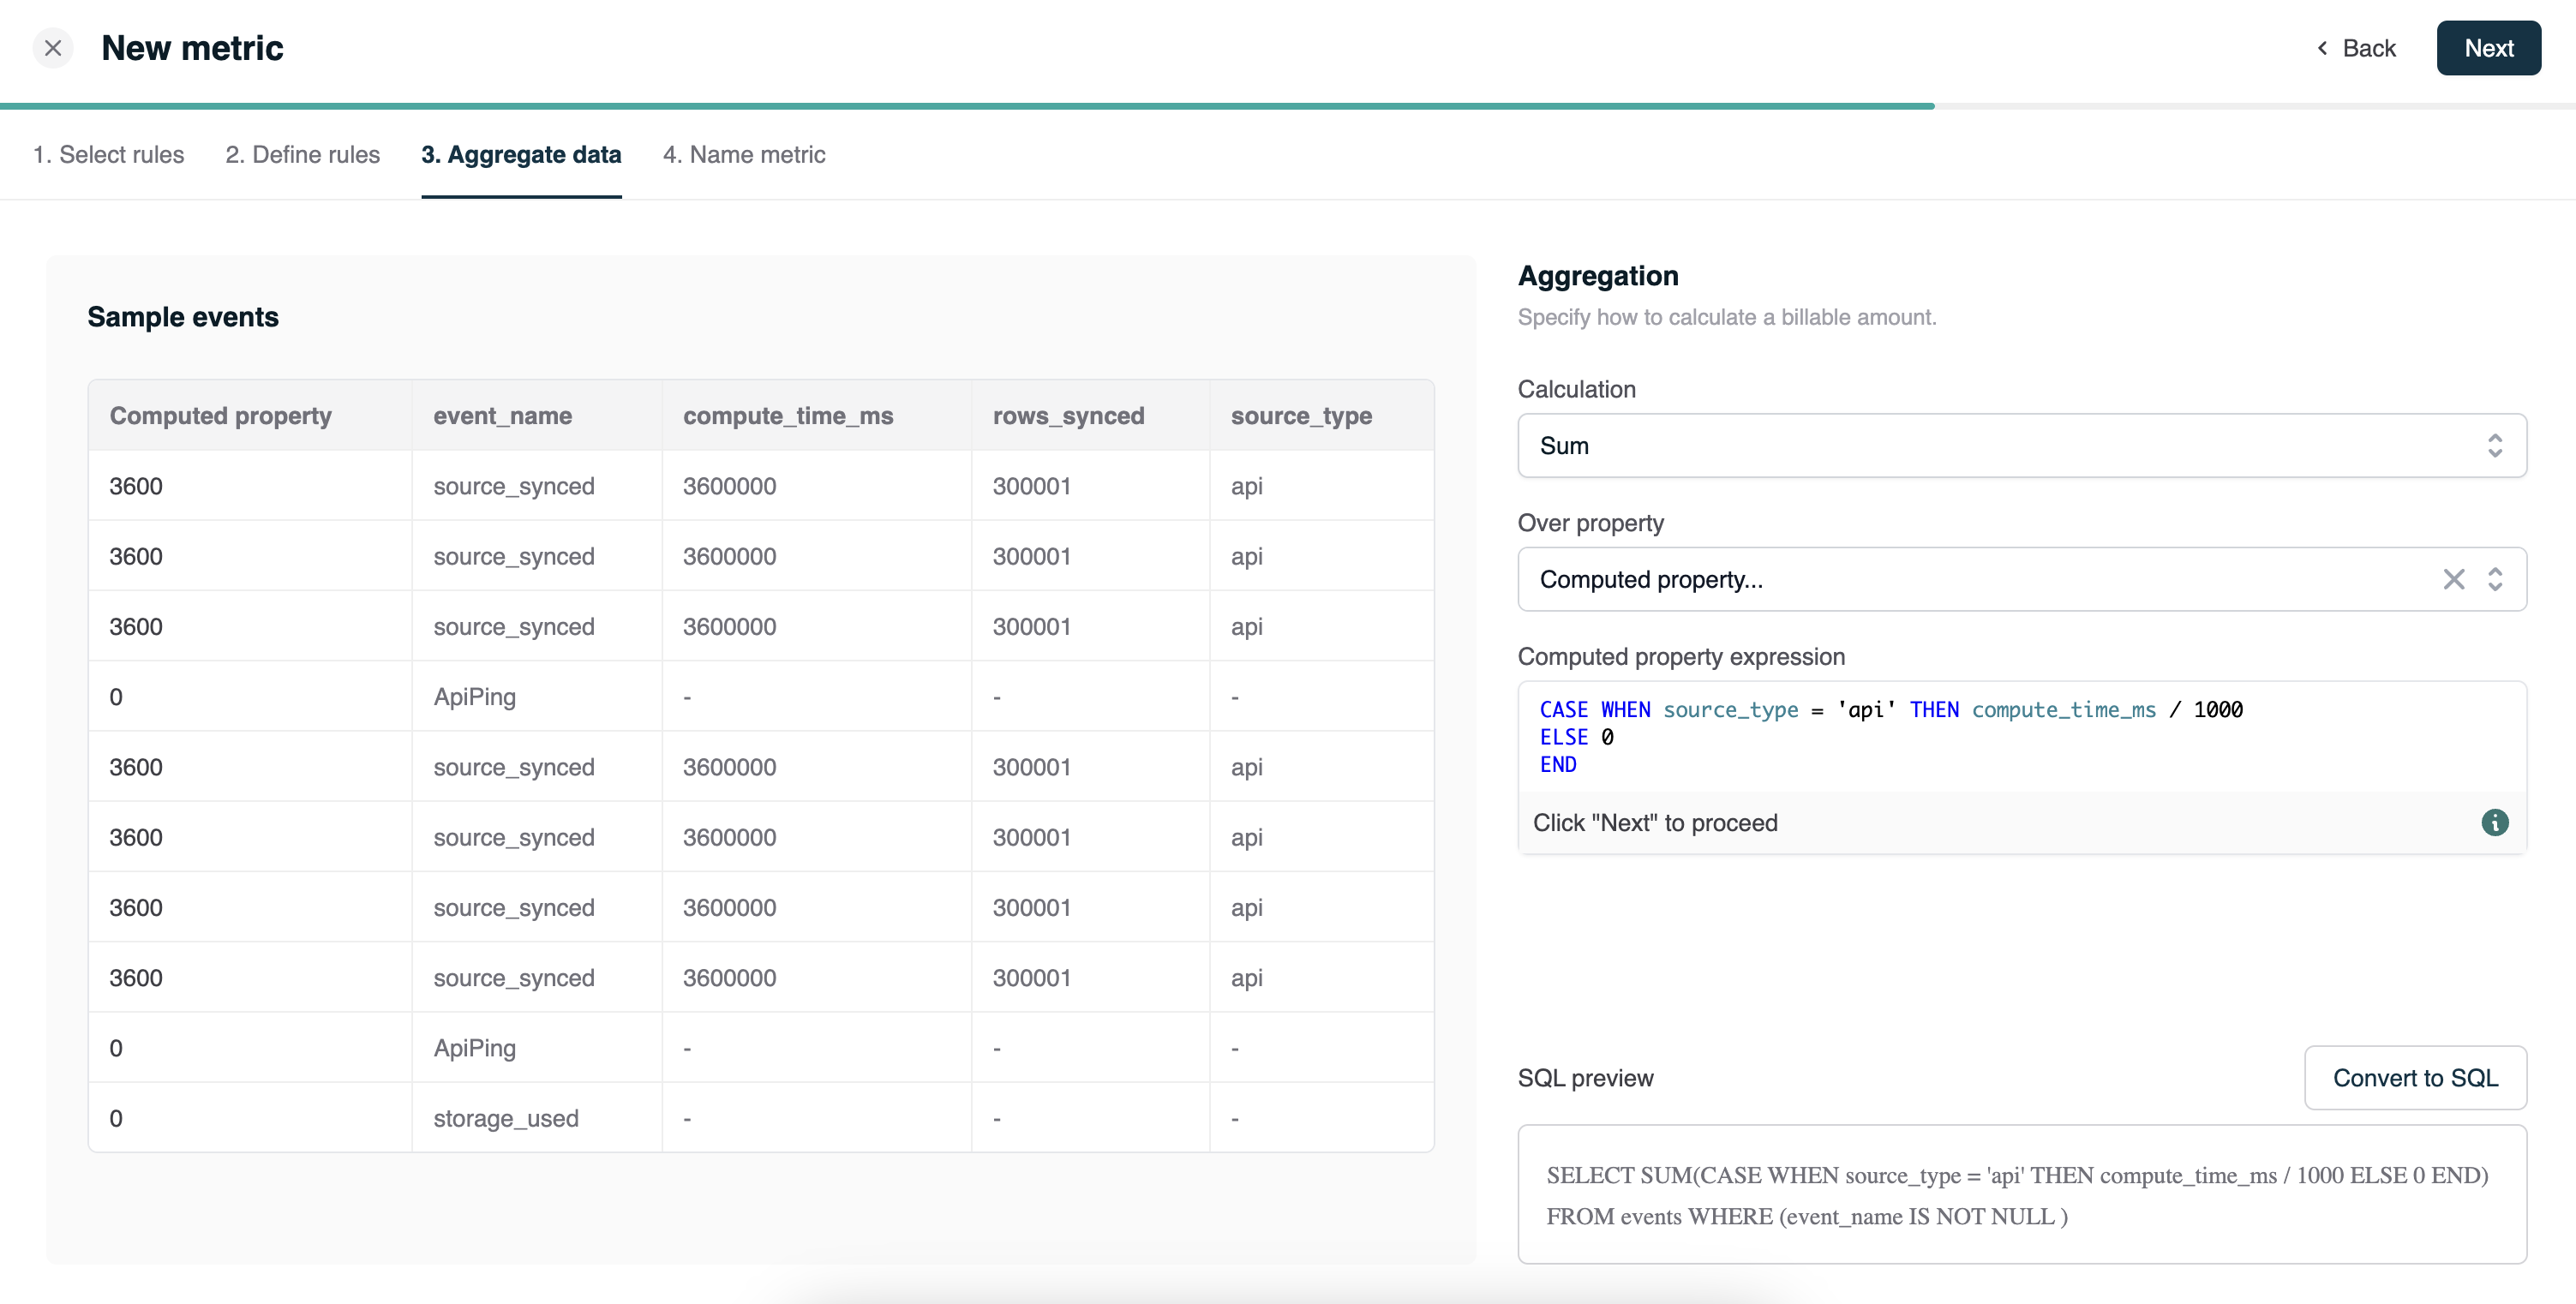 New metric
Back
Next
1. Select rules
2. Define rules
3. Aggregate data
4. Name metric
Sample events
Computed property event_name compute_time_ms rows_synced source_type
3600 source_synced 3600000 300001 api
3600 source_synced 3600000 300001 api
3600 source_synced 3600000 300001 api
0 ApiPing - - -
3600 source_synced 3600000 300001 api
3600 source_synced 3600000 300001 api
3600 source_synced 3600000 300001 api
3600 source_synced 3600000 300001 api
0 ApiPing - - -
0 storage_used - - -
Aggregation
Specify how to calculate a billable amount.
Calculation
Sum
Over property
Computed property...
Computed property expression
CASE WHEN source_type = 'api' THEN compute_time_ms / 1000
ELSE 0
END
Click "Next" to proceed
SQL preview
Convert to SQL
SELECT SUM(CASE WHEN source_type = 'api' THEN compute_time_ms / 1000 ELSE 0 END)
FROM events WHERE (event_name IS NOT NULL )